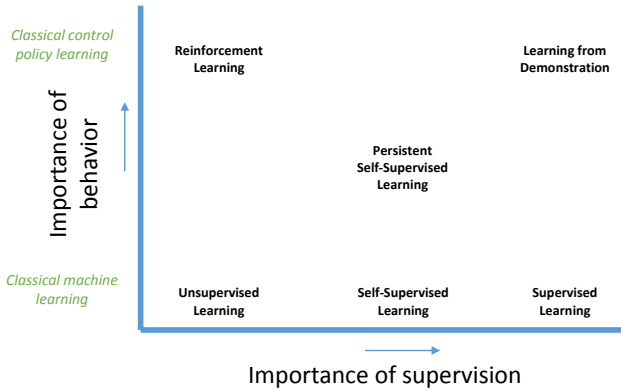 Classical control
policy learning
Reinforcement
Learning
Learning from
Demonstration
Importance of
behavior
Persistent
Self-Supervised
Learning
Classical machine
learning
Unsupervised
Learning
Self-Supervised
Learning
Supervised
Learning
Importance of supervision